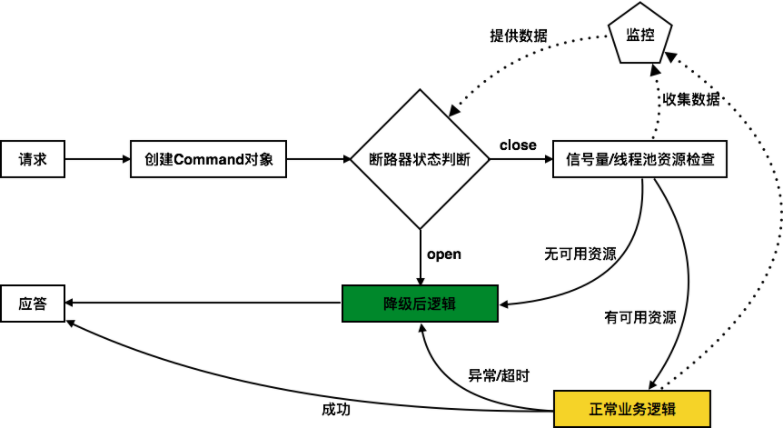 监控
提供数据
收集数据
请求
创建Command对象
断路器状态判断
close
信号量/线程池资源检查
open
无可用资源
应答
降级后逻辑
有可用资源
异常/超时
成功
正常业务逻辑